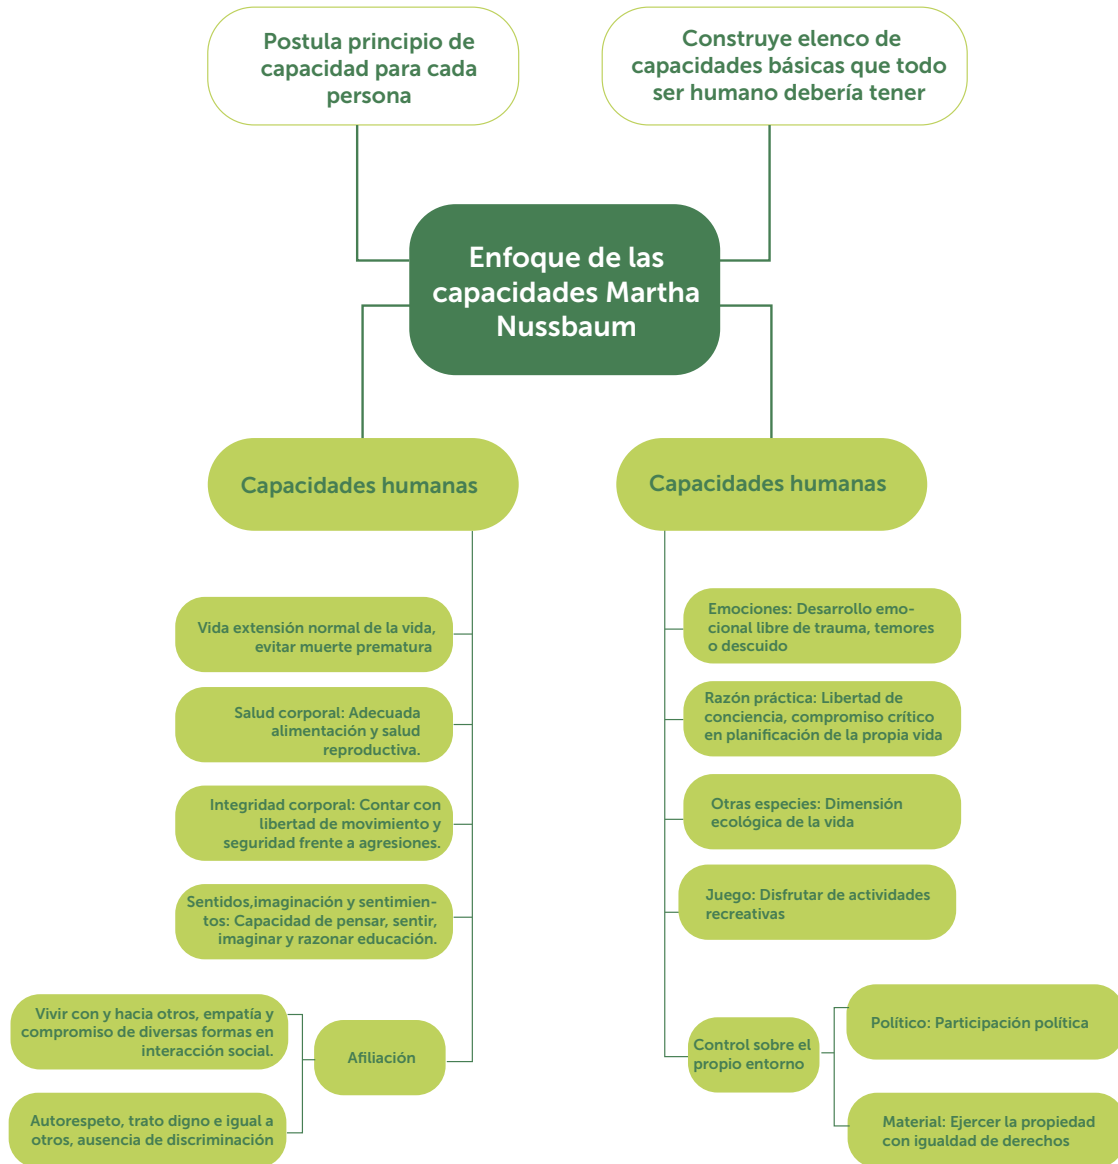 Postula principio de
capacidad para cada
persona
Construye elenco de
capacidades básicas que todo
ser humano debería tener
Enfoque de las
capacidades Martha
Nussbaum
Capacidades humanas
Vida extensión normal de la vida,
evitar muerte prematura
Salud corporal: Adecuada
alimentación y salud
reproductiva.
Integridad corporal: Contar con
libertad de movimiento y
seguridad frente a agresiones.
Sentidos,imaginación y sentimien-
tos: Capacidad de pensar, sentir,
imaginar y razonar educación.
Afiliación
Vivir con y hacia otros, empatía y
compromiso de diversas formas en
interacción social.
Autorespeto, trato digno e igual a
otros, ausencia de discriminación
Capacidades humanas
Emociones: Desarrollo emo-
cional libre de trauma, temores
o descuido
Razón práctica: Libertad de
conciencia, compromiso crítico
en planificación de la propia vida
Otras especies: Dimensión
ecológica de la vida
Juego: Disfrutar de actividades
recreativas
Control sobre el
propio entorno
Político: Participación política
Material: Ejercer la propiedad
con igualdad de derechos